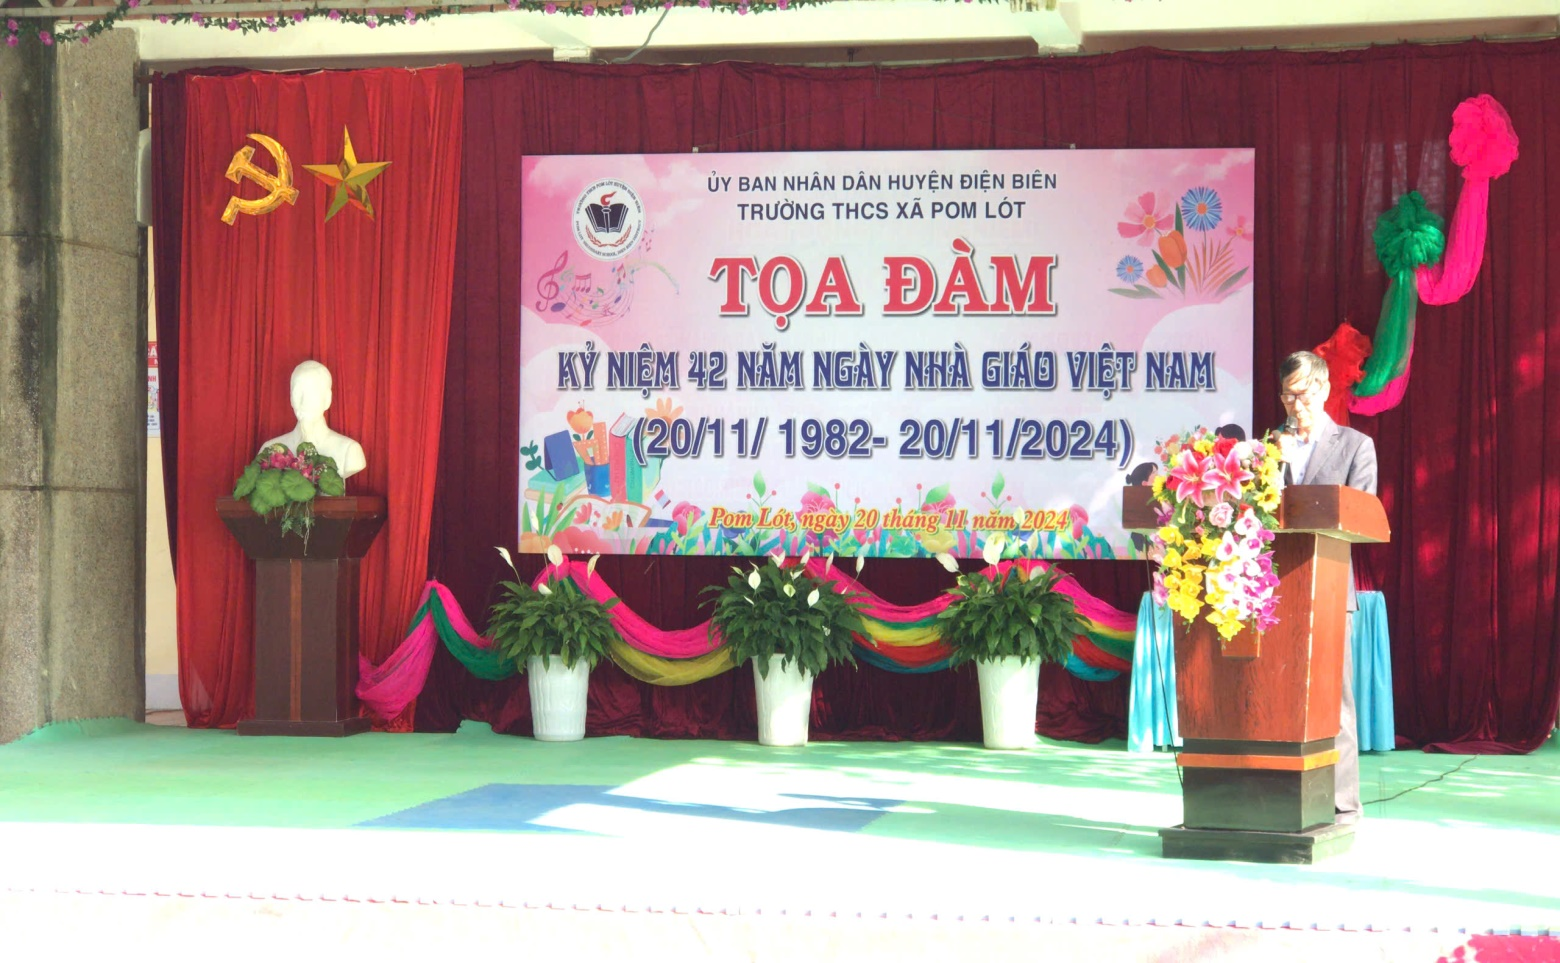 ỦY BAN NHÂN DÂN HUYỆN ĐIỆN BIÊN
TRƯỜNG THCS XÃ POM LÓT
TỌA ĐÀM
KỶ NIỆM 42 NĂM NGÀY NHÀ GIÁO VIỆT NAM
(20/11/ 1982- 20/11/2024)
Pom Lót, ngày 20 tháng 11 năm 2024